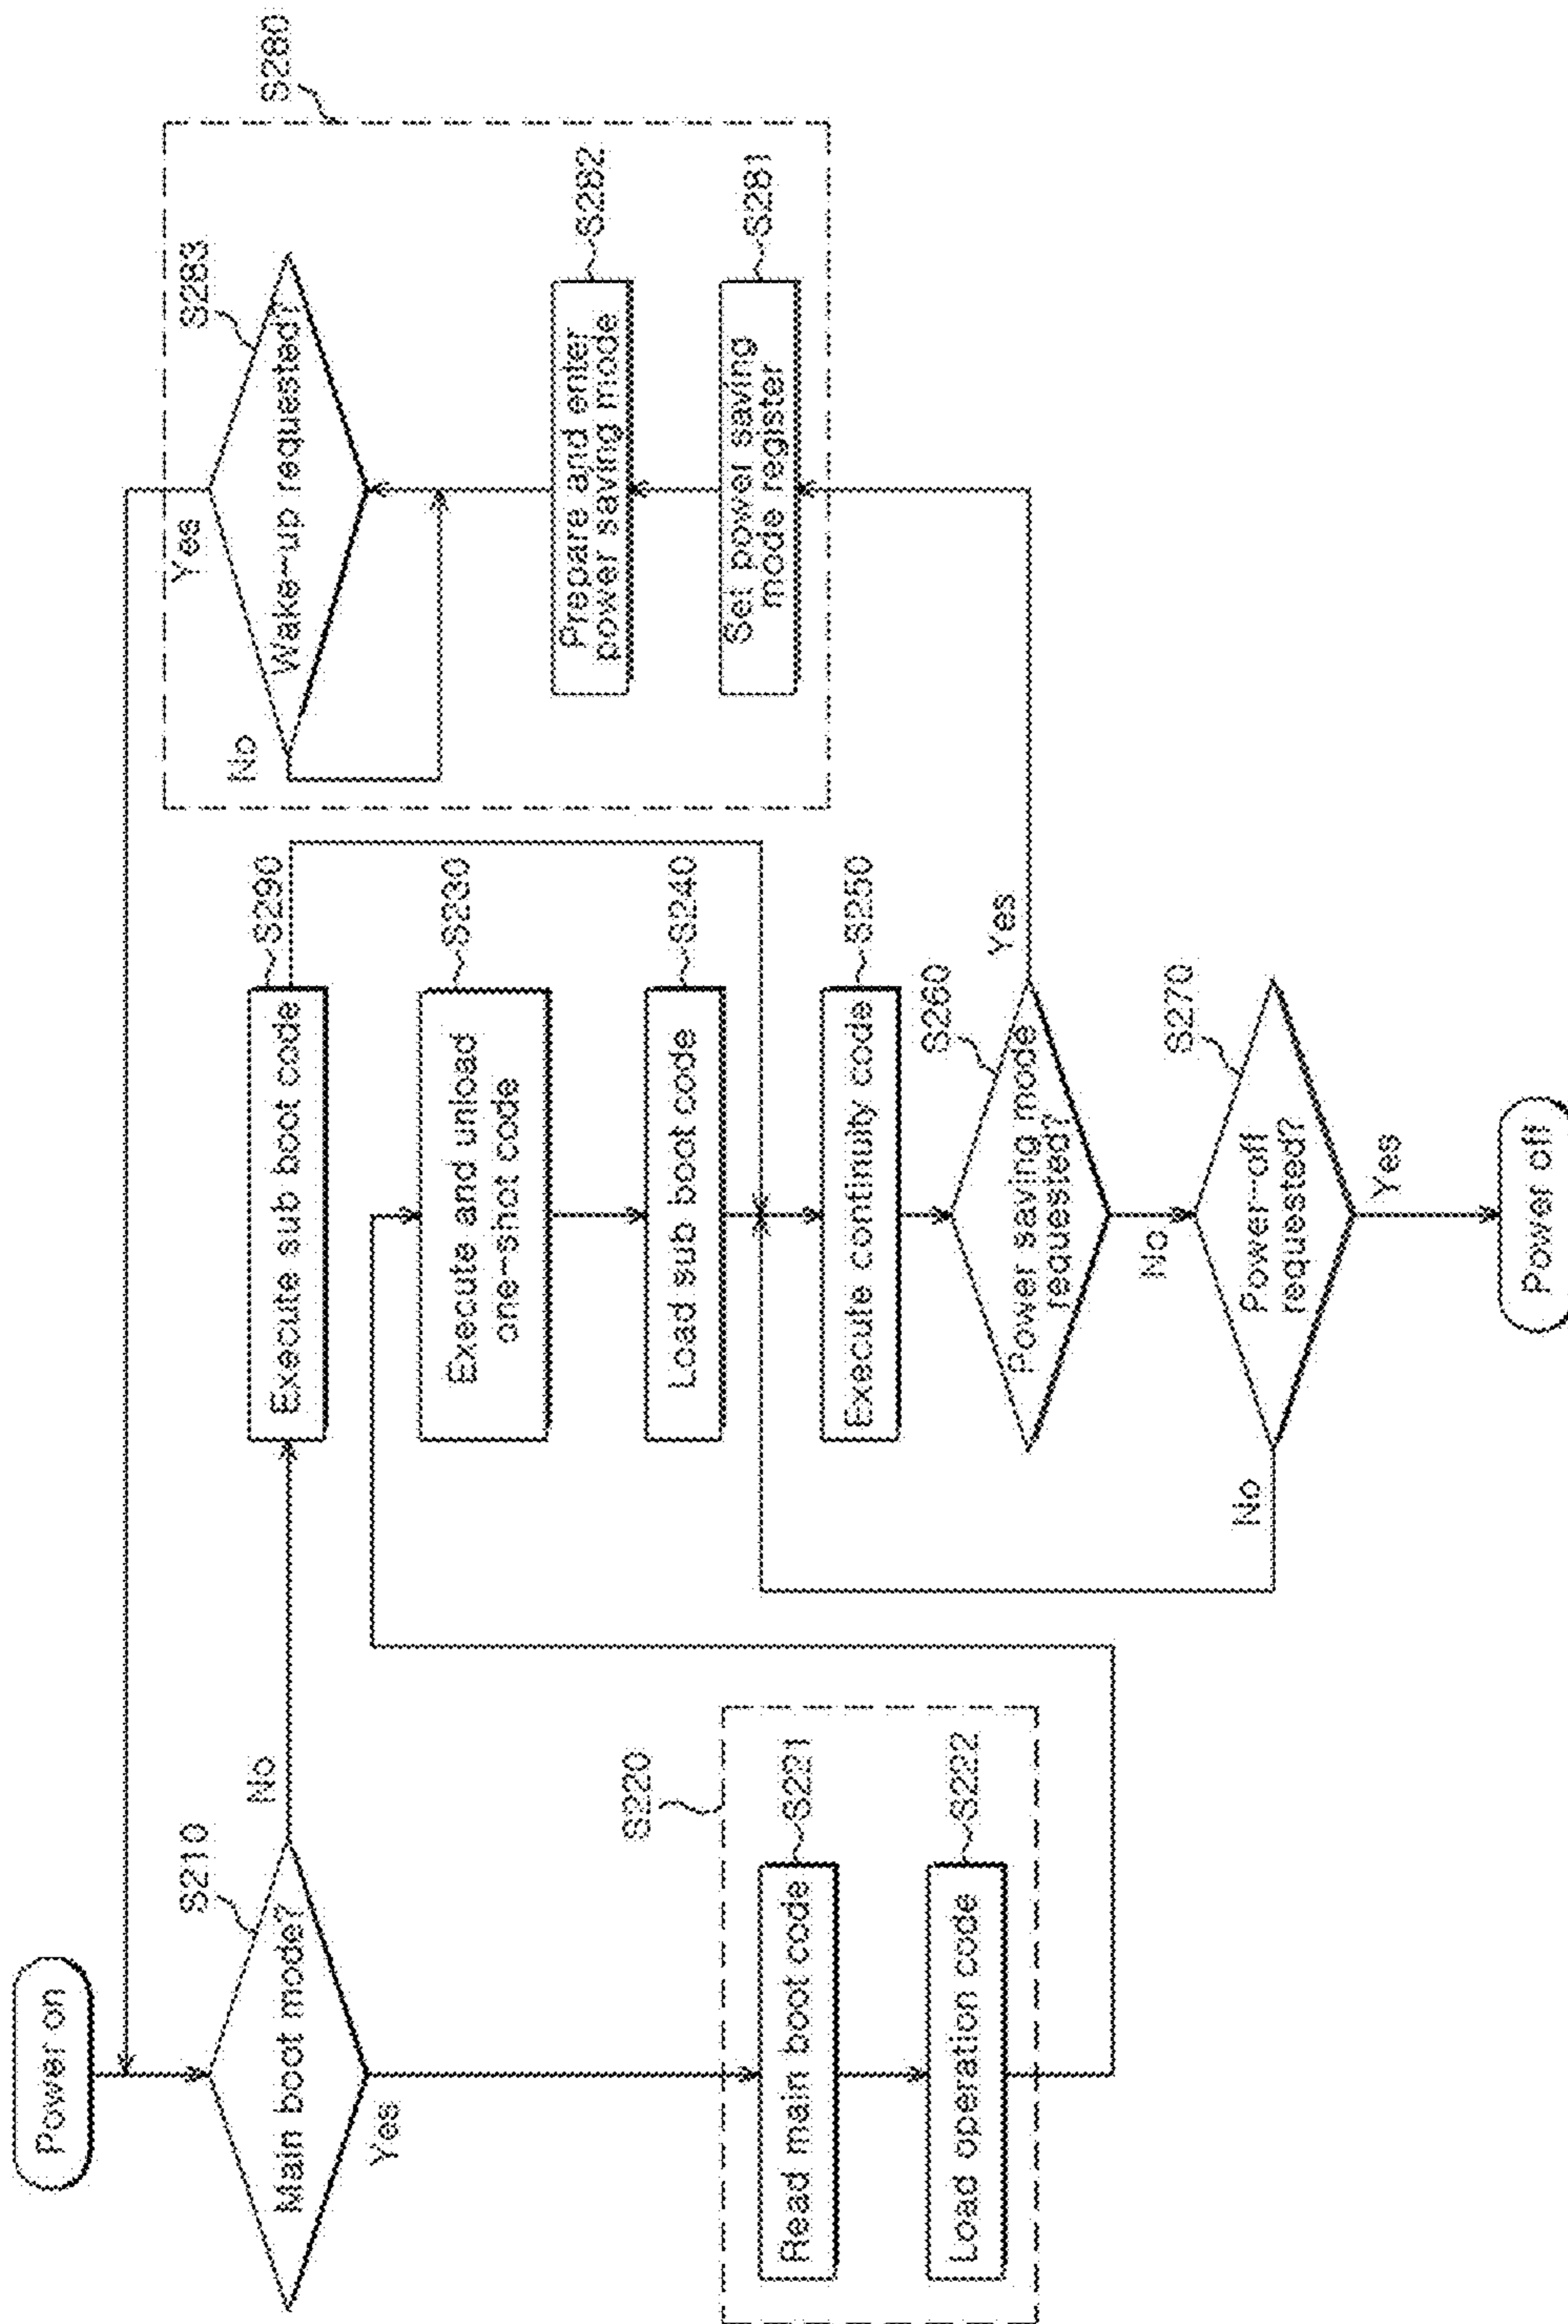 Power on
S210
Main boot mode?
No
Yes
S220
Read main boot code
S221
Load operation code
S222
Execute sub boot code
S290
Execute and unload
one-shot code
S230
Load sub boot code
S240
Execute continuity code
S250
S260
Power saving mode
requested?
Yes
No
S270
Power-off
requested?
No
Yes
Power off
S280
S283
Wake-up requested?
Yes
No
Prepare and enter
power saving mode
S282
Set power saving
mode register
S281